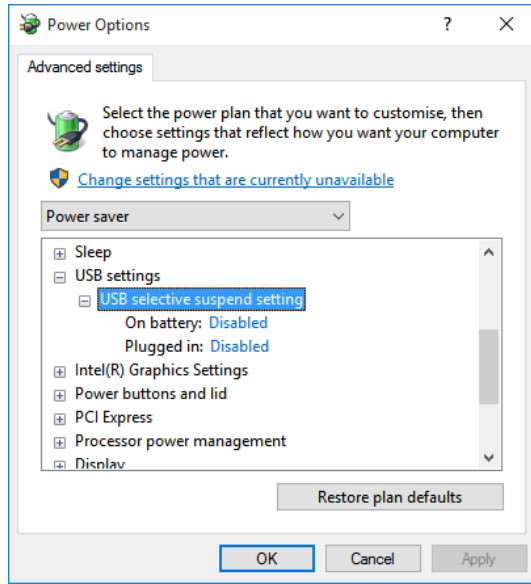 Power Options
?
Advanced settings
Select the power plan that you want to customise, then
choose settings that reflect how you want your computer
to manage power.
Change settings that are currently unavailable
Power saver
Sleep
USB settings
USB selective suspend setting
On battery: Disabled
Plugged in: Disabled
Intel(R) Graphics Settings
Power buttons and lid
PCI Express
Processor power management
Display
Restore plan defaults
OK Cancel Apply